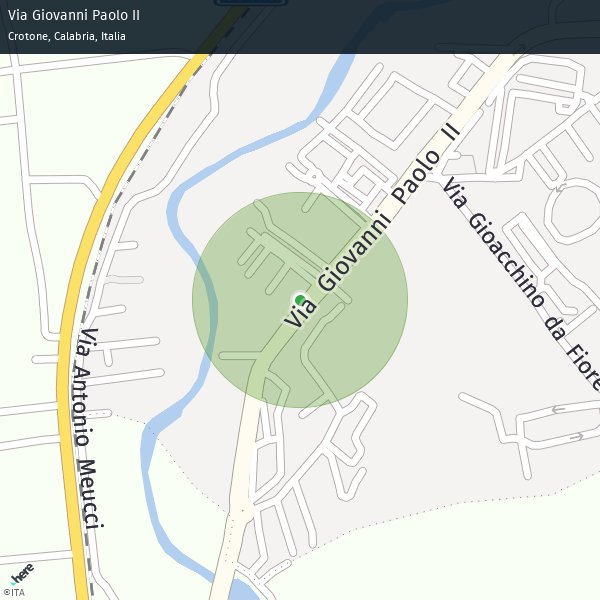 Via Giovanni Paolo II
Crotone, Calabria, Italia
Via Giovanni Paolo II
Via Gioacchino da Fiore
Via Antonio Meucci
here
©ITA